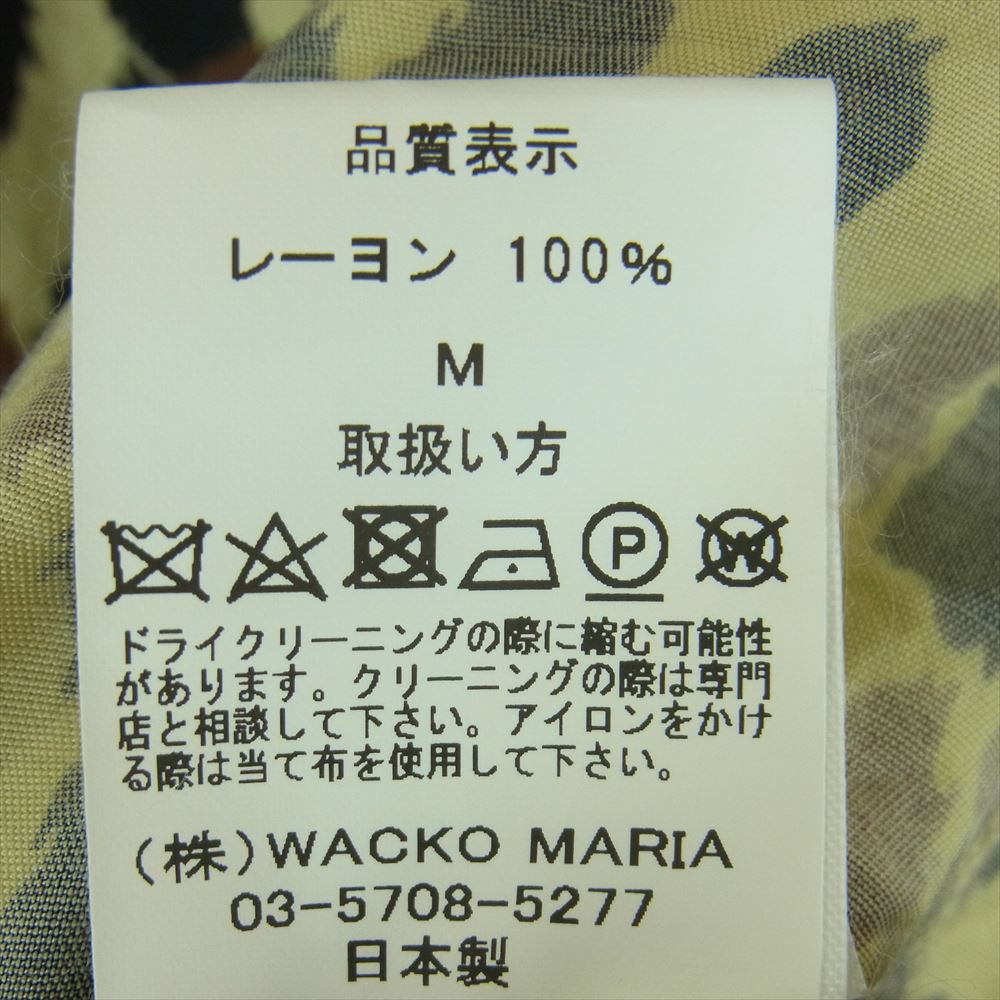 品質表示
レーヨン 100%
M
取扱い方
P W
ドライクリーニングの際に縮む可能性
があります。クリーニングの際は専門
店と相談して下さい。アイロンをかけ
る際は当て布を使用して下さい。
(株)WACKO MARIA
03-5708-5277
日本製